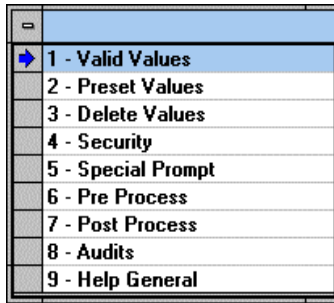 1 - Valid Values
2 - Preset Values
3 - Delete Values
4 - Security
5 - Special Prompt
6 - Pre Process
7 - Post Process
8 - Audits
9 - Help General